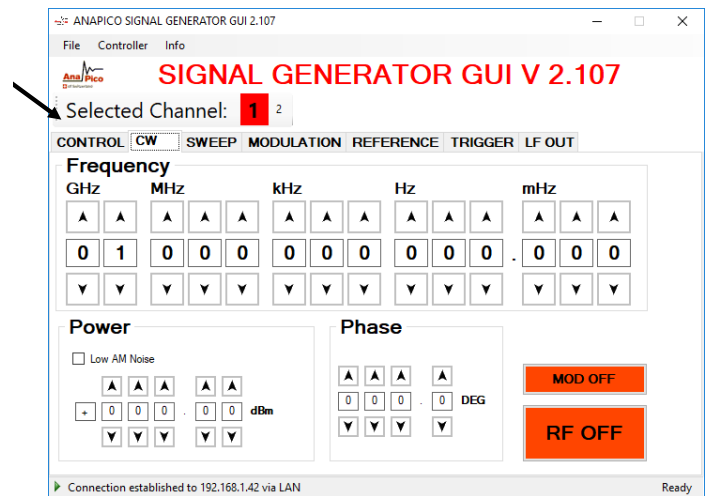 ANAPICO SIGNAL GENERATOR GUI 2.107
File Controller Info
AnaPico SIGNAL GENERATOR GUI V 2.107
Selected Channel: 1 2
CONTROL CW SWEEP MODULATION REFERENCE TRIGGER LF OUT
Frequency
GHz MHz kHz Hz mHz
0 1 0 0 0 0 0 0 0 0 0 . 0 0 0
Power Phase
Low AM Noise
MOD OFF
+ 0 0 0 . 0 0 dBm 0 0 0 . 0 DEG
RF OFF
Connection established to 192.168.1.42 via LAN Ready